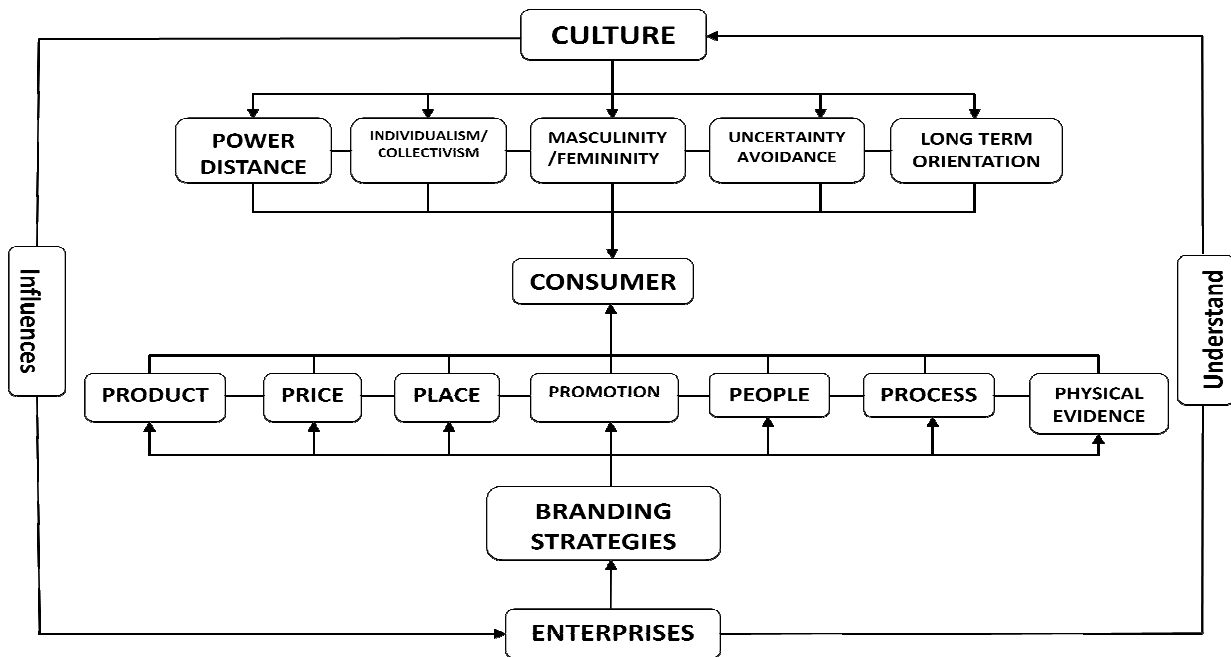 CULTURE
POWER
DISTANCE
INDIVIDUALISM/
COLLECTIVISM
MASCULINITY
/FEMININITY
UNCERTAINTY
AVOIDANCE
LONG TERM
ORIENTATION
Influences
CONSUMER
Understand
PRODUCT
PRICE
PLACE
PROMOTION
PEOPLE
PROCESS
PHYSICAL
EVIDENCE
BRANDING
STRATEGIES
ENTERPRISES